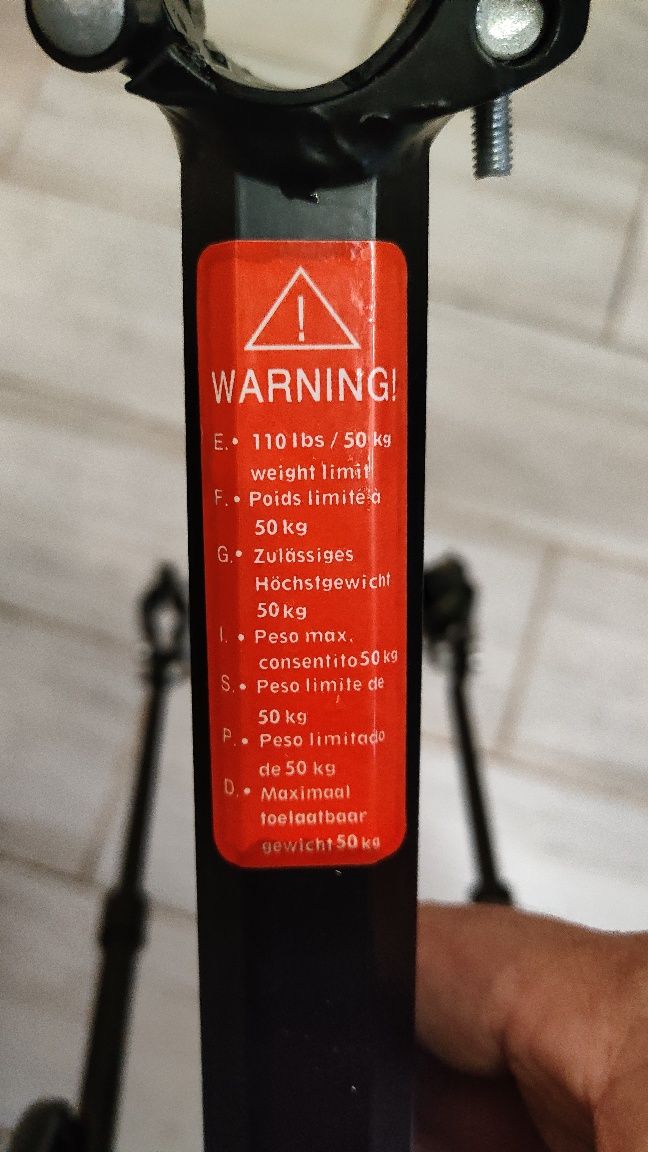 !
WARNING!
E.• 110 lbs / 50 kg
weight limit
F. • Poids limite à
50 kg
G.• Zulässiges
Höchstgewicht
50 kg
I. • Peso max.
consentito 50 kg
S. • Peso limite de
50 kg
P. • Peso limitado
de 50 kg
D. • Maximaal
toelaatbaar
gewicht 50 kg